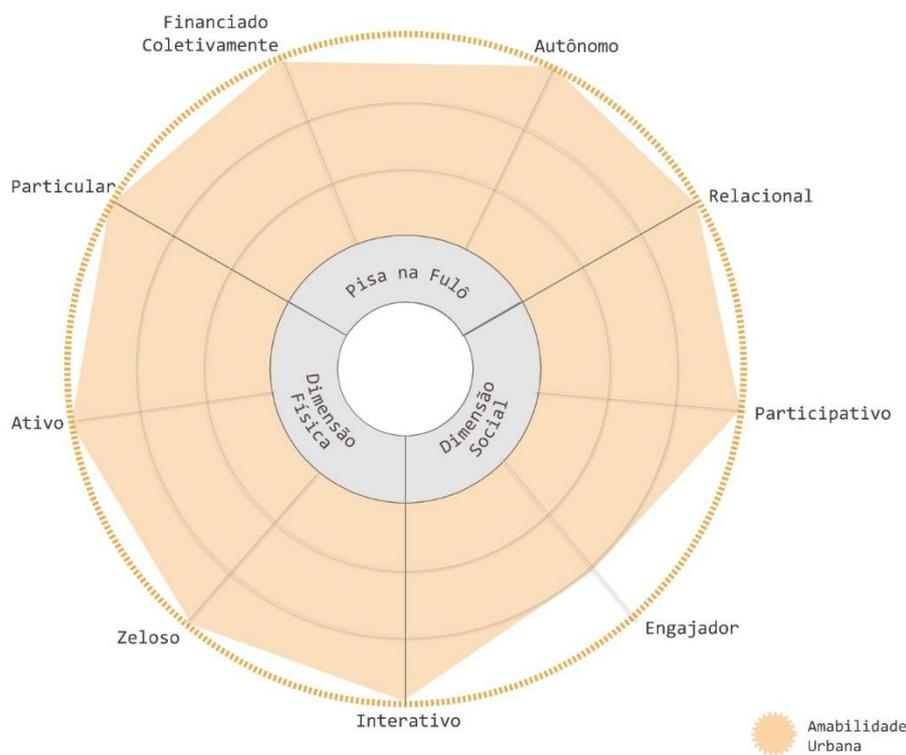 Financiado
Coletivamente
Autônomo
Particular
Relacional
Pisa na Fulô
Dimensão
Física
Dimensão
Social
Ativo
Participativo
Zeloso
Engajador
Interativo
Amabilidade
Urbana